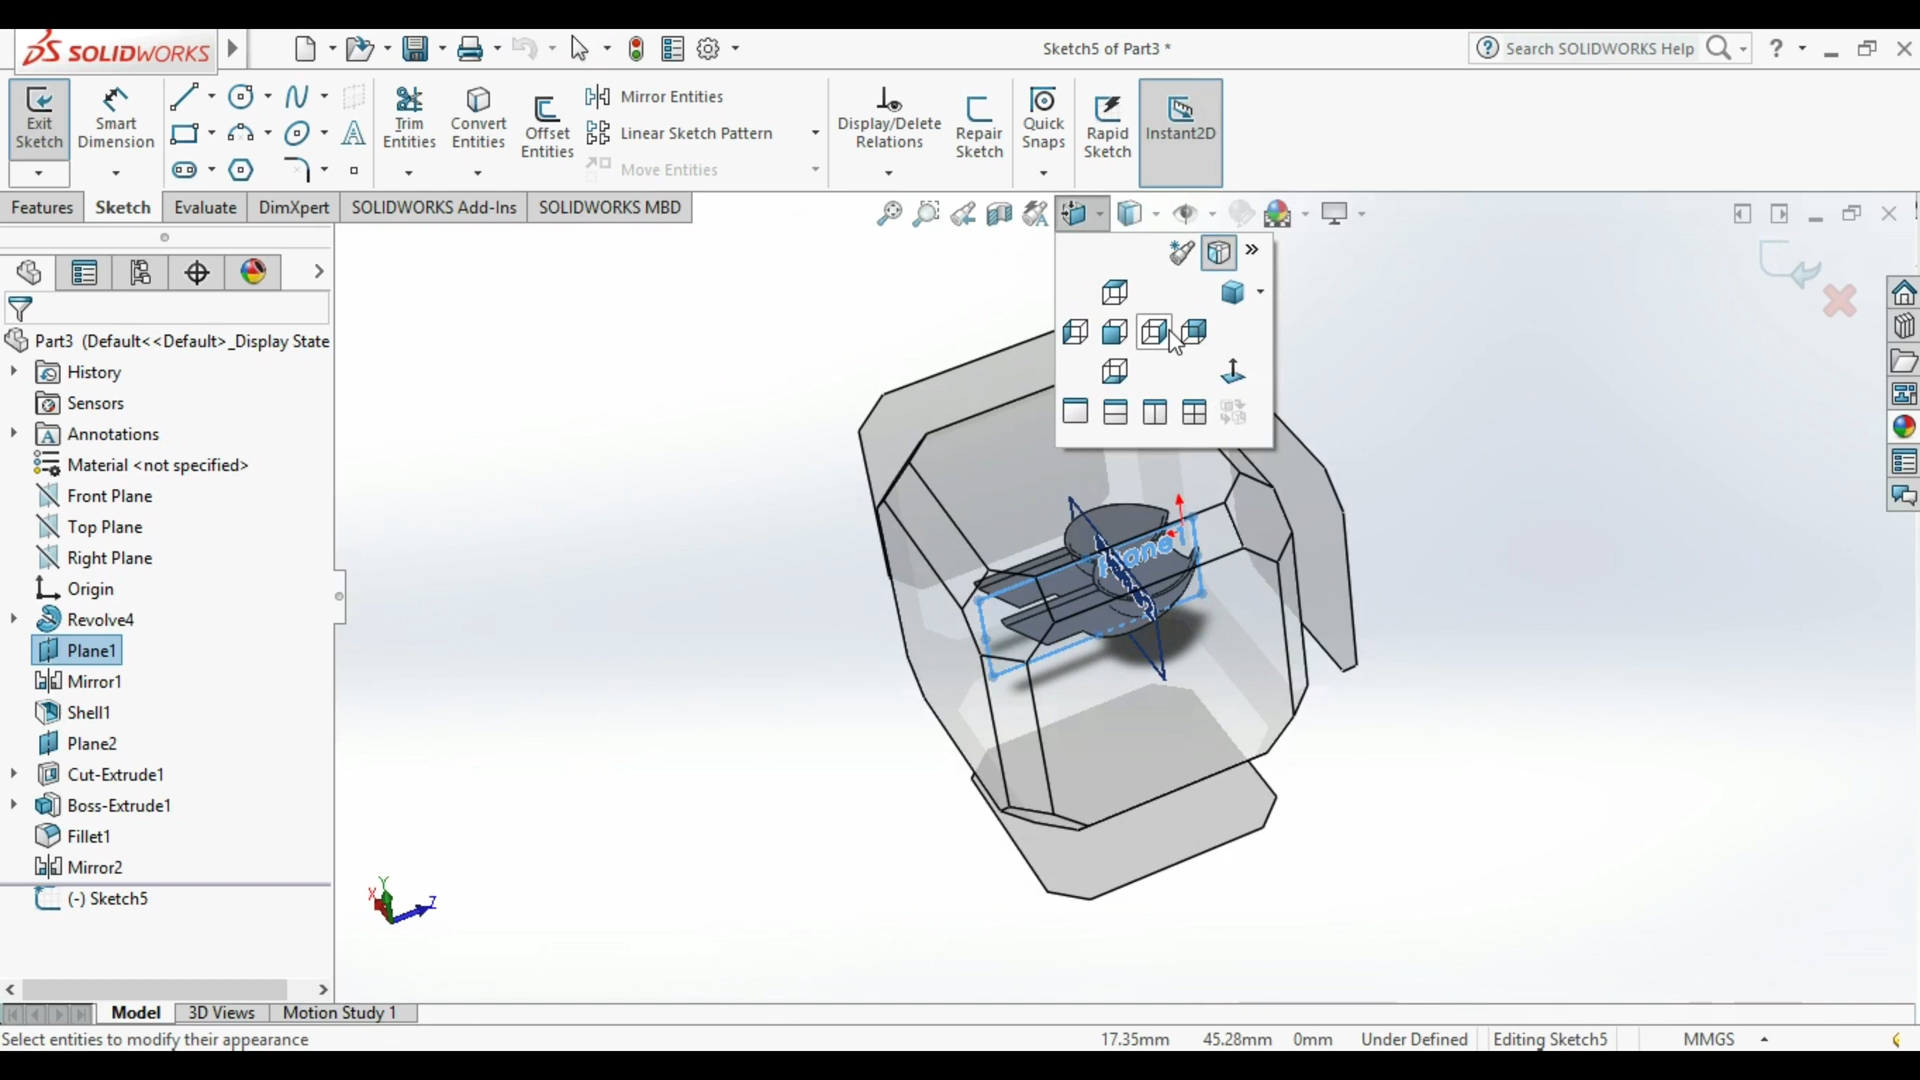 SOLIDWORKS
Sketch5 of Part3 *
Search SOLIDWORKS Help
Exit Sketch
Smart Dimension
Trim Entities
Convert Entities
Offset Entities
Mirror Entities
Linear Sketch Pattern
Move Entities
Display/Delete Relations
Repair Sketch
Quick Snaps
Rapid Sketch
Instant2D
Features
Sketch
Evaluate
DimXpert
SOLIDWORKS Add-Ins
SOLIDWORKS MBD
Part3 (Default<<Default>_Display State
History
Sensors
Annotations
Material <not specified>
Front Plane
Top Plane
Right Plane
Origin
Revolve4
Plane1
Mirror1
Shell1
Plane2
Cut-Extrude1
Boss-Extrude1
Fillet1
Mirror2
(-) Sketch5
Plane1
X
Y
Z
Model
3D Views
Motion Study 1
Select entities to modify their appearance
17.35mm
45.28mm
0mm
Under Defined
Editing Sketch5
MMGS